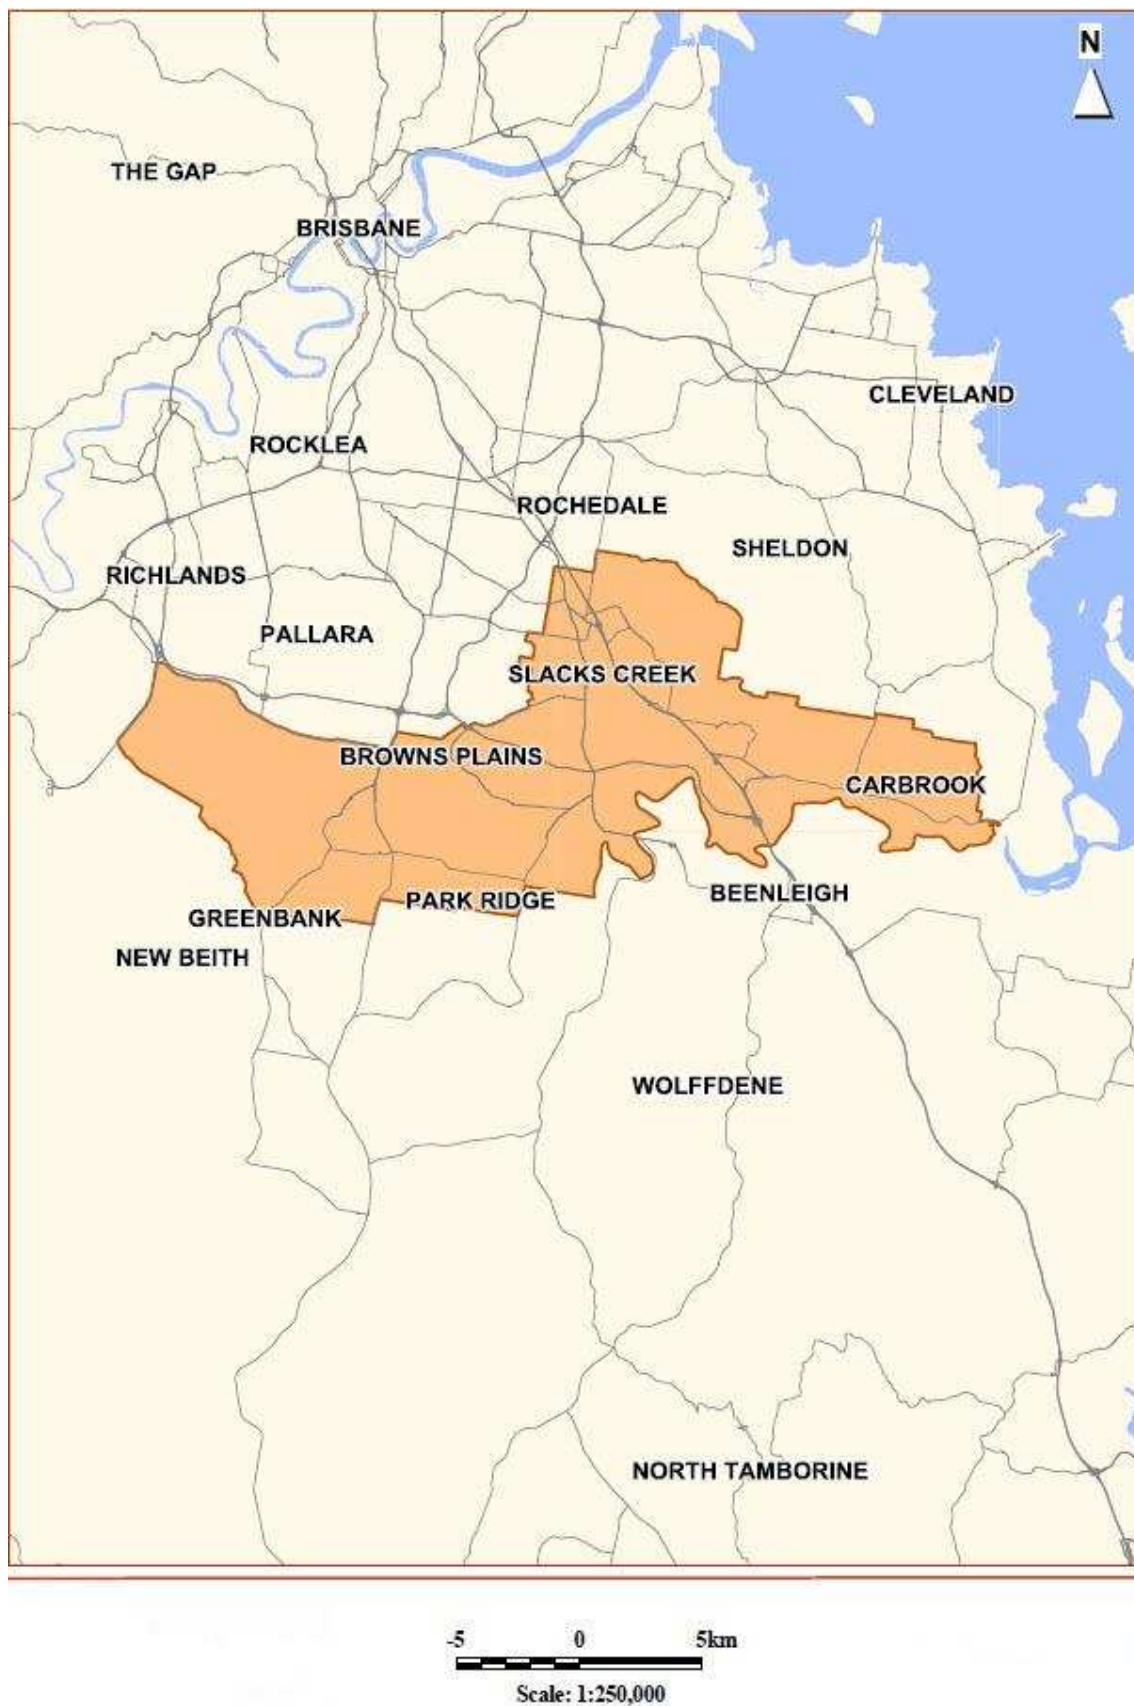 N
THE GAP
BRISBANE
CLEVELAND
ROCKLEA
ROCHEDALE
SHELDON
RICHLANDS
PALLARA
SLACKS CREEK
BROWNS PLAINS
CARBROOK
BEENLEIGH
PARK RIDGE
GREENBANK
NEW BEITH
WOLFFDENE
NORTH TAMBORINE
-5 0 5km
Scale: 1:250,000